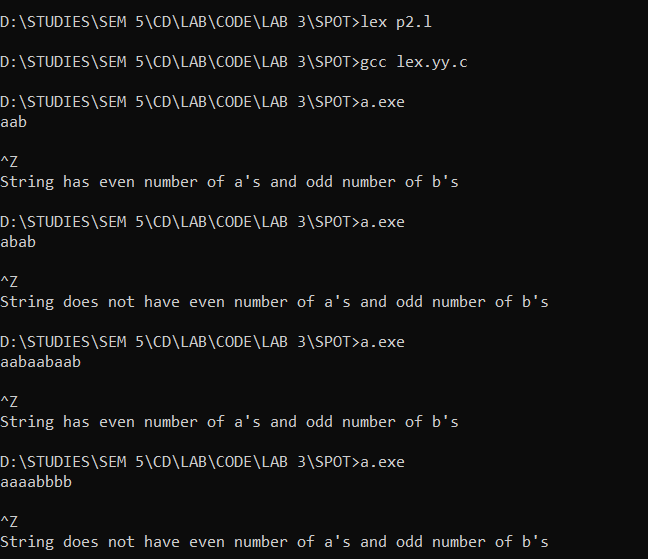 D:\STUDIES\SEM 5\CD\LAB\CODE\LAB 3\SPOT>lex p2.l
D:\STUDIES\SEM 5\CD\LAB\CODE\LAB 3\SPOT>gcc lex.yy.c
D:\STUDIES\SEM 5\CD\LAB\CODE\LAB 3\SPOT>a.exe
aab
^Z
String has even number of a's and odd number of b's
D:\STUDIES\SEM 5\CD\LAB\CODE\LAB 3\SPOT>a.exe
abab
^Z
String does not have even number of a's and odd number of b's
D:\STUDIES\SEM 5\CD\LAB\CODE\LAB 3\SPOT>a.exe
aabaabaab
^Z
String has even number of a's and odd number of b's
D:\STUDIES\SEM 5\CD\LAB\CODE\LAB 3\SPOT>a.exe
aaaabbbb
^Z
String does not have even number of a's and odd number of b's